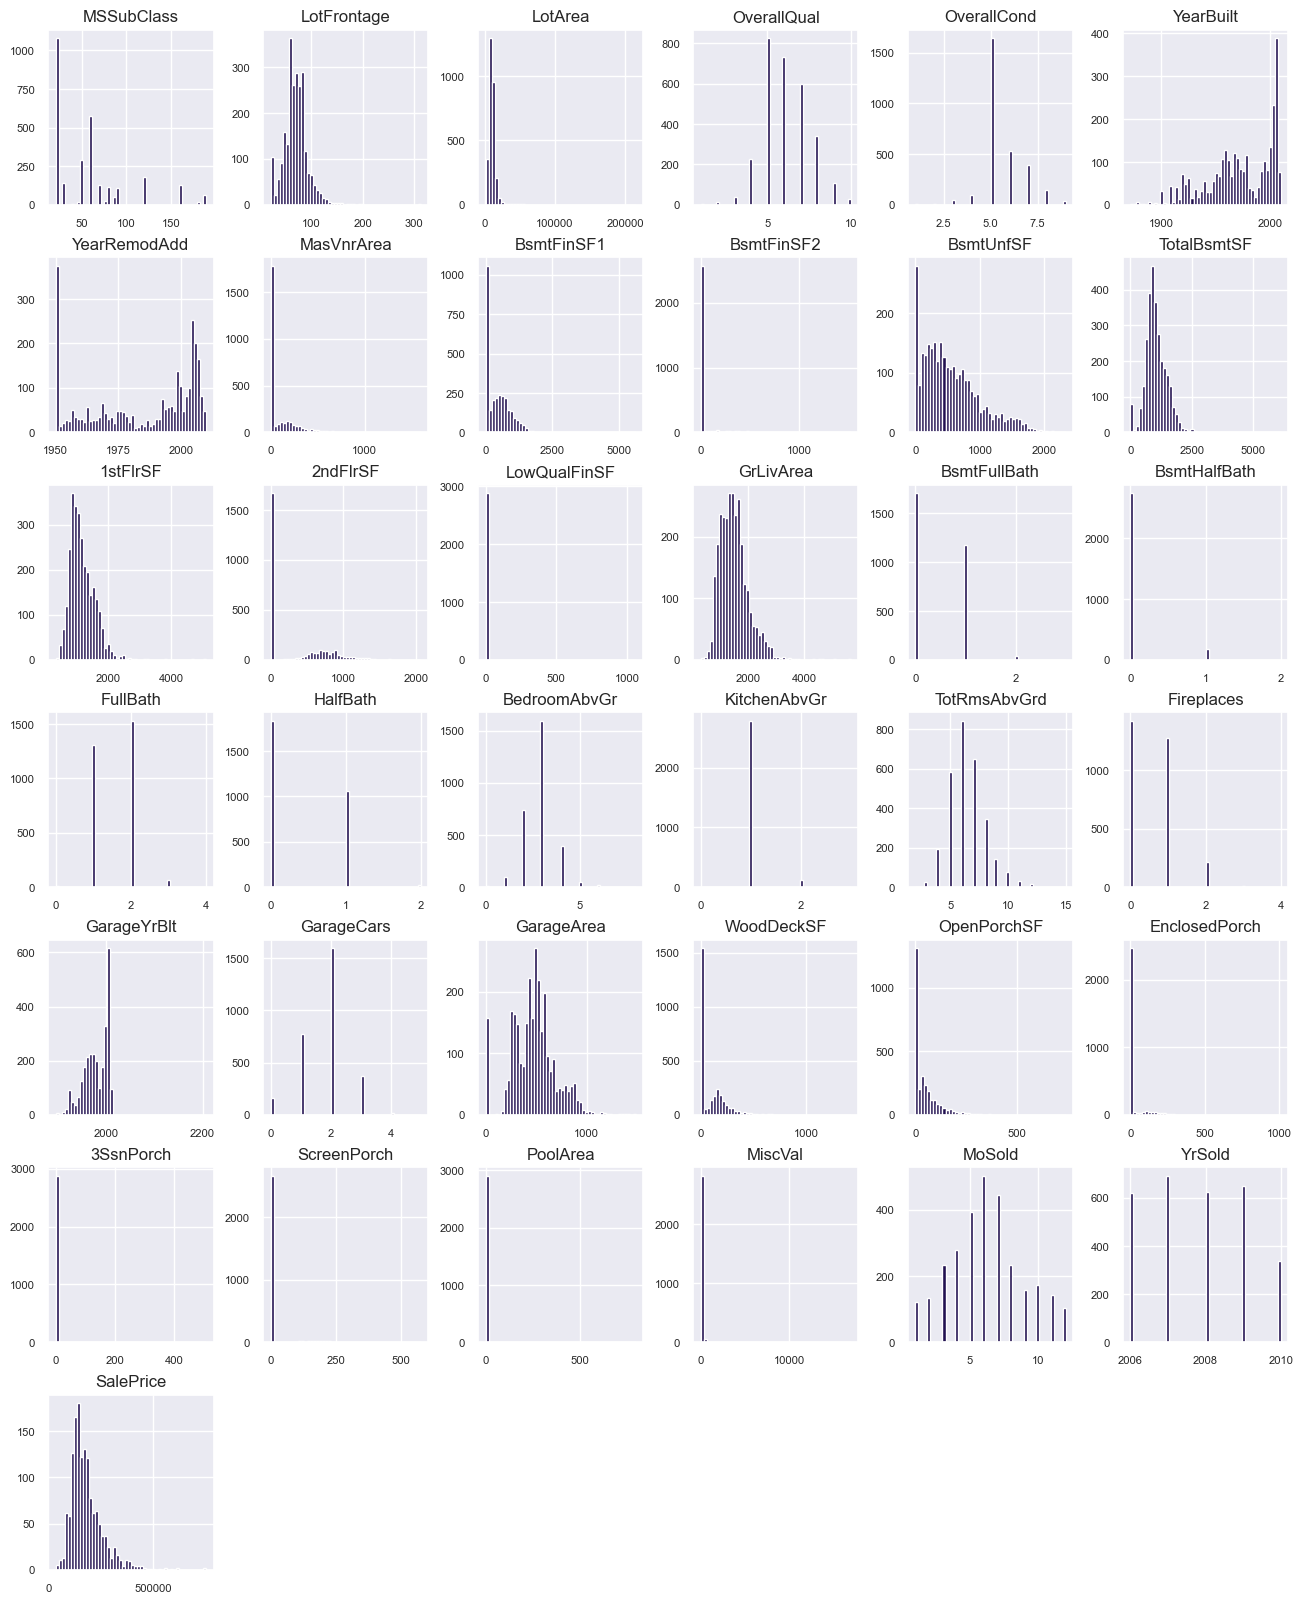 MSSubClass LotFrontage LotArea OverallQual OverallCond YearBuilt
1000 750 500 250 0 50 100 150
300 200 100 0 100 200 300
1000 500 0 0 100000 200000
800 600 400 200 0 5 10
1500 1000 500 0 2.5 5.0 7.5
400 300 200 100 0 1900 2000
YearRemodAdd MasVnrArea BsmtFinSF1 BsmtFinSF2 BsmtUnfSF TotalBsmtSF
300 200 100 0 1950 1975 2000
1500 1000 500 0 0 1000
1000 750 500 250 0 0 2000 5000
2000 1000 0 0 1000
200 100 0 0 1000 2000
400 300 200 100 0 0 2500 5000
1stFlrSF 2ndFlrSF LowQualFinSF GrLivArea BsmtFullBath BsmtHalfBath
300 200 100 0 2000 4000
1500 1000 500 0 0 1000 2000
3000 2000 1000 0 0 500 1000
200 100 0 2000 4000
1500 1000 500 0 0 2
2000 1000 0 0 1 2
FullBath HalfBath BedroomAbvGr KitchenAbvGr TotRmsAbvGrd Fireplaces
1500 1000 500 0 0 2 4
1500 1000 500 0 0 1 2
1500 1000 500 0 0 5
2000 1000 0 0 2
800 600 400 200 0 5 10 15
1000 500 0 0 2 4
GarageYrBlt GarageCars GarageArea WoodDeckSF OpenPorchSF EnclosedPorch
600 400 200 0 2000 2200
1500 1000 500 0 0 2 4
200 100 0 0 1000
1500 1000 500 0 0 1000
1000 500 0 0 500
2000 1000 0 0 500 1000
3SsnPorch ScreenPorch PoolArea MiscVal MoSold YrSold
3000 2000 1000 0 0 200 400
2000 1000 0 0 250 500
3000 2000 1000 0 0 500
2000 1000 0 0 10000
400 200 0 5 10
600 400 200 0 2006 2008 2010
SalePrice
150 100 50 0 0 500000